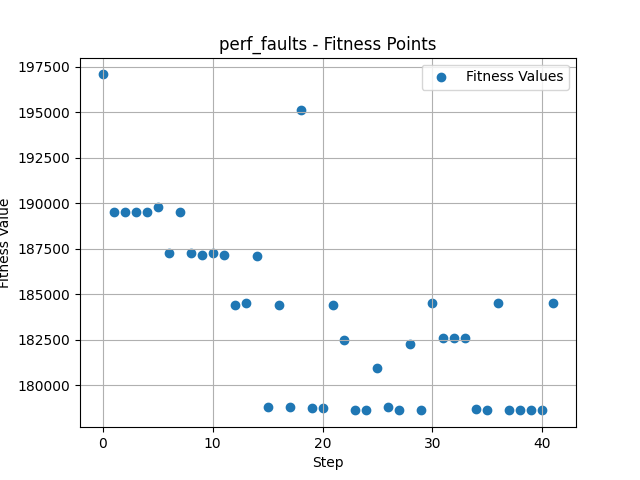 perf_faults - Fitness Points
Fitness Values
197500
195000
192500
190000
187500
185000
182500
180000
Fitness Value
0 10 20 30 40
Step